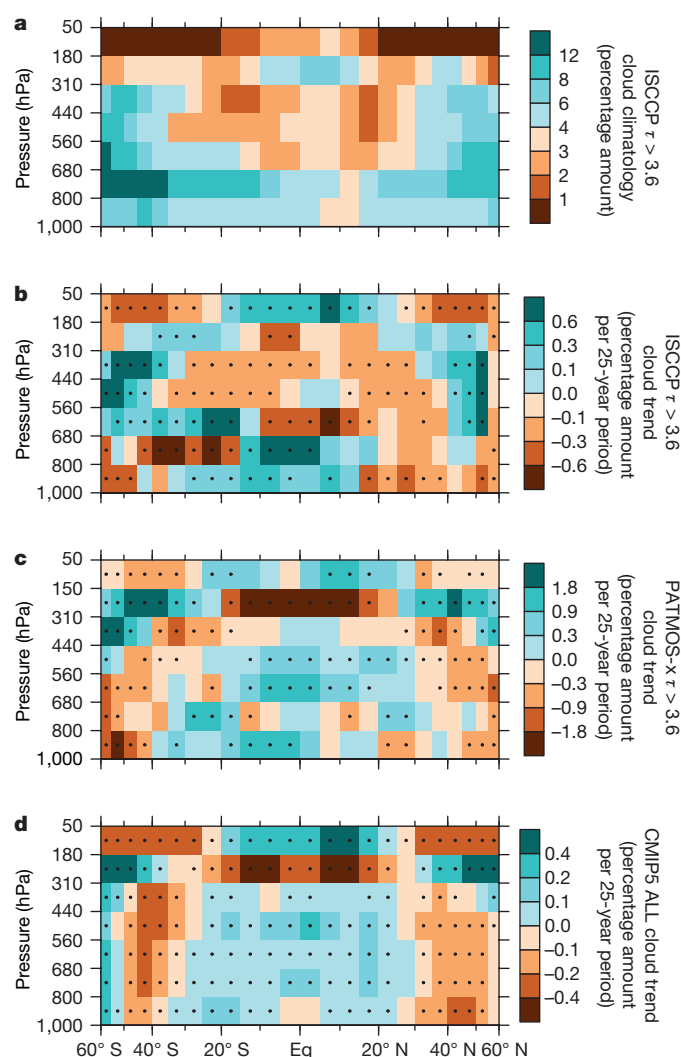 a
Pressure (hPa)
50
180
310
440
560
680
800
1,000
12
8
6
4
3
2
1
ISCCP τ > 3.6
cloud climatology
(percentage amount)
b
Pressure (hPa)
50
180
310
440
560
680
800
1,000
0.6
0.3
0.1
0.0
−0.1
−0.3
−0.6
ISCCP τ > 3.6
cloud trend
(percentage amount
per 25-year period)
c
Pressure (hPa)
50
150
310
440
560
680
800
1,000
1.8
0.9
0.3
0.0
−0.3
−0.9
−1.8
PATMOS-x τ > 3.6
cloud trend
(percentage amount
per 25-year period)
d
Pressure (hPa)
50
180
310
440
560
680
800
1,000
0.4
0.2
0.1
0.0
−0.1
−0.2
−0.4
CMIP5 ALL cloud trend
(percentage amount
per 25-year period)
60° S 40° S 20° S Eq 20° N 40° N 60° N